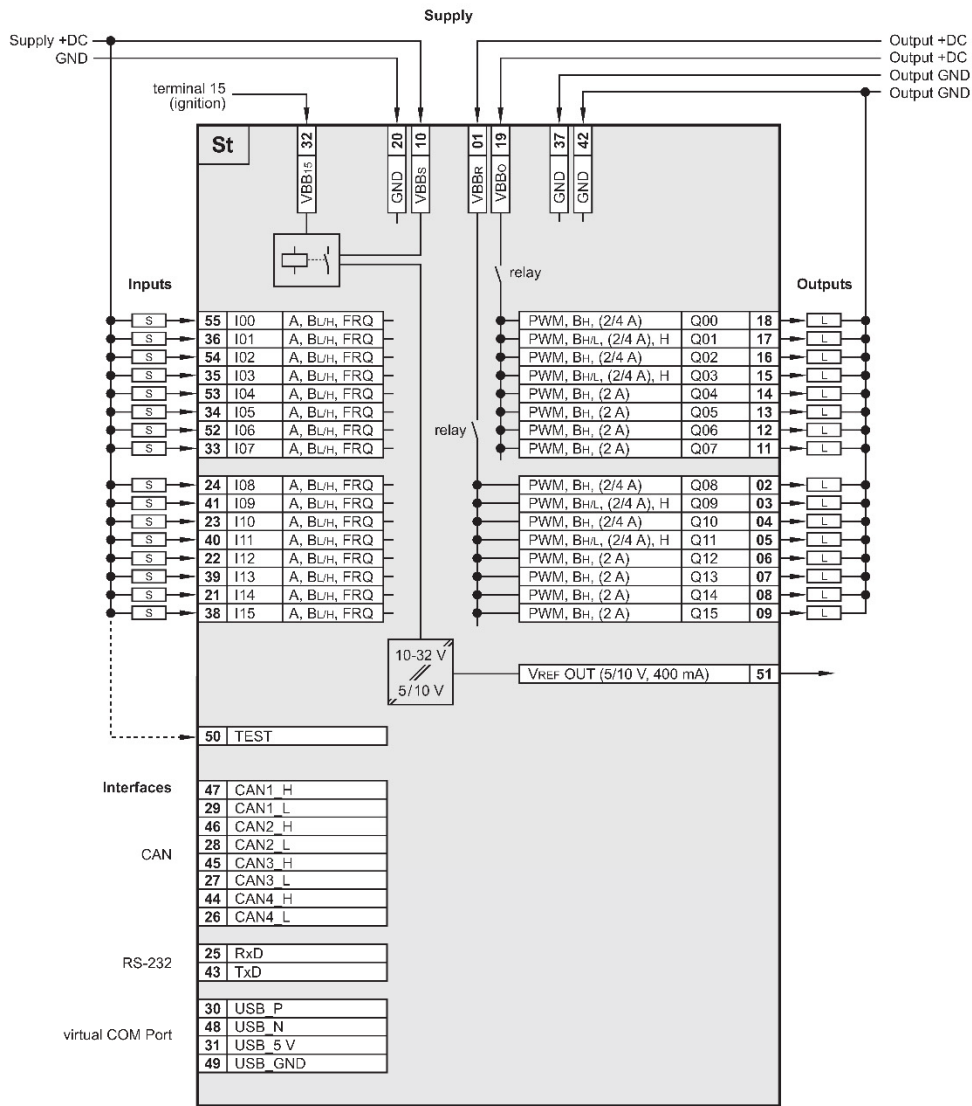 Supply
Supply +DC
GND
Output +DC
Output +DC
Output GND
Output GND
terminal 15
(ignition)
St
32 VBB15
20 GND
10 VBBS
01 VBBR
19 VBBO
37 GND
42 GND
relay
Inputs
Outputs
S 55 I00 A, BL/H, FRQ PWM, BH, (2/4 A) Q00 18 L
S 36 I01 A, BL/H, FRQ PWM, BH/L, (2/4 A), H Q01 17 L
S 54 I02 A, BL/H, FRQ PWM, BH, (2/4 A) Q02 16 L
S 35 I03 A, BL/H, FRQ PWM, BH/L, (2/4 A), H Q03 15 L
S 53 I04 A, BL/H, FRQ PWM, BH, (2 A) Q04 14 L
S 34 I05 A, BL/H, FRQ PWM, BH, (2 A) Q05 13 L
S 52 I06 A, BL/H, FRQ relay PWM, BH, (2 A) Q06 12 L
S 33 I07 A, BL/H, FRQ PWM, BH, (2 A) Q07 11 L
S 24 I08 A, BL/H, FRQ PWM, BH, (2/4 A) Q08 02 L
S 41 I09 A, BL/H, FRQ PWM, BH/L, (2/4 A), H Q09 03 L
S 23 I10 A, BL/H, FRQ PWM, BH, (2/4 A) Q10 04 L
S 40 I11 A, BL/H, FRQ PWM, BH/L, (2/4 A), H Q11 05 L
S 22 I12 A, BL/H, FRQ PWM, BH, (2 A) Q12 06 L
S 39 I13 A, BL/H, FRQ PWM, BH, (2 A) Q13 07 L
S 21 I14 A, BL/H, FRQ PWM, BH, (2 A) Q14 08 L
S 38 I15 A, BL/H, FRQ PWM, BH, (2 A) Q15 09 L
10-32 V
//
5/10 V
VREF OUT (5/10 V, 400 mA) 51
50 TEST
Interfaces
CAN
47 CAN1_H
29 CAN1_L
46 CAN2_H
28 CAN2_L
45 CAN3_H
27 CAN3_L
44 CAN4_H
26 CAN4_L
RS-232
25 RxD
43 TxD
virtual COM Port
30 USB_P
48 USB_N
31 USB_5 V
49 USB_GND